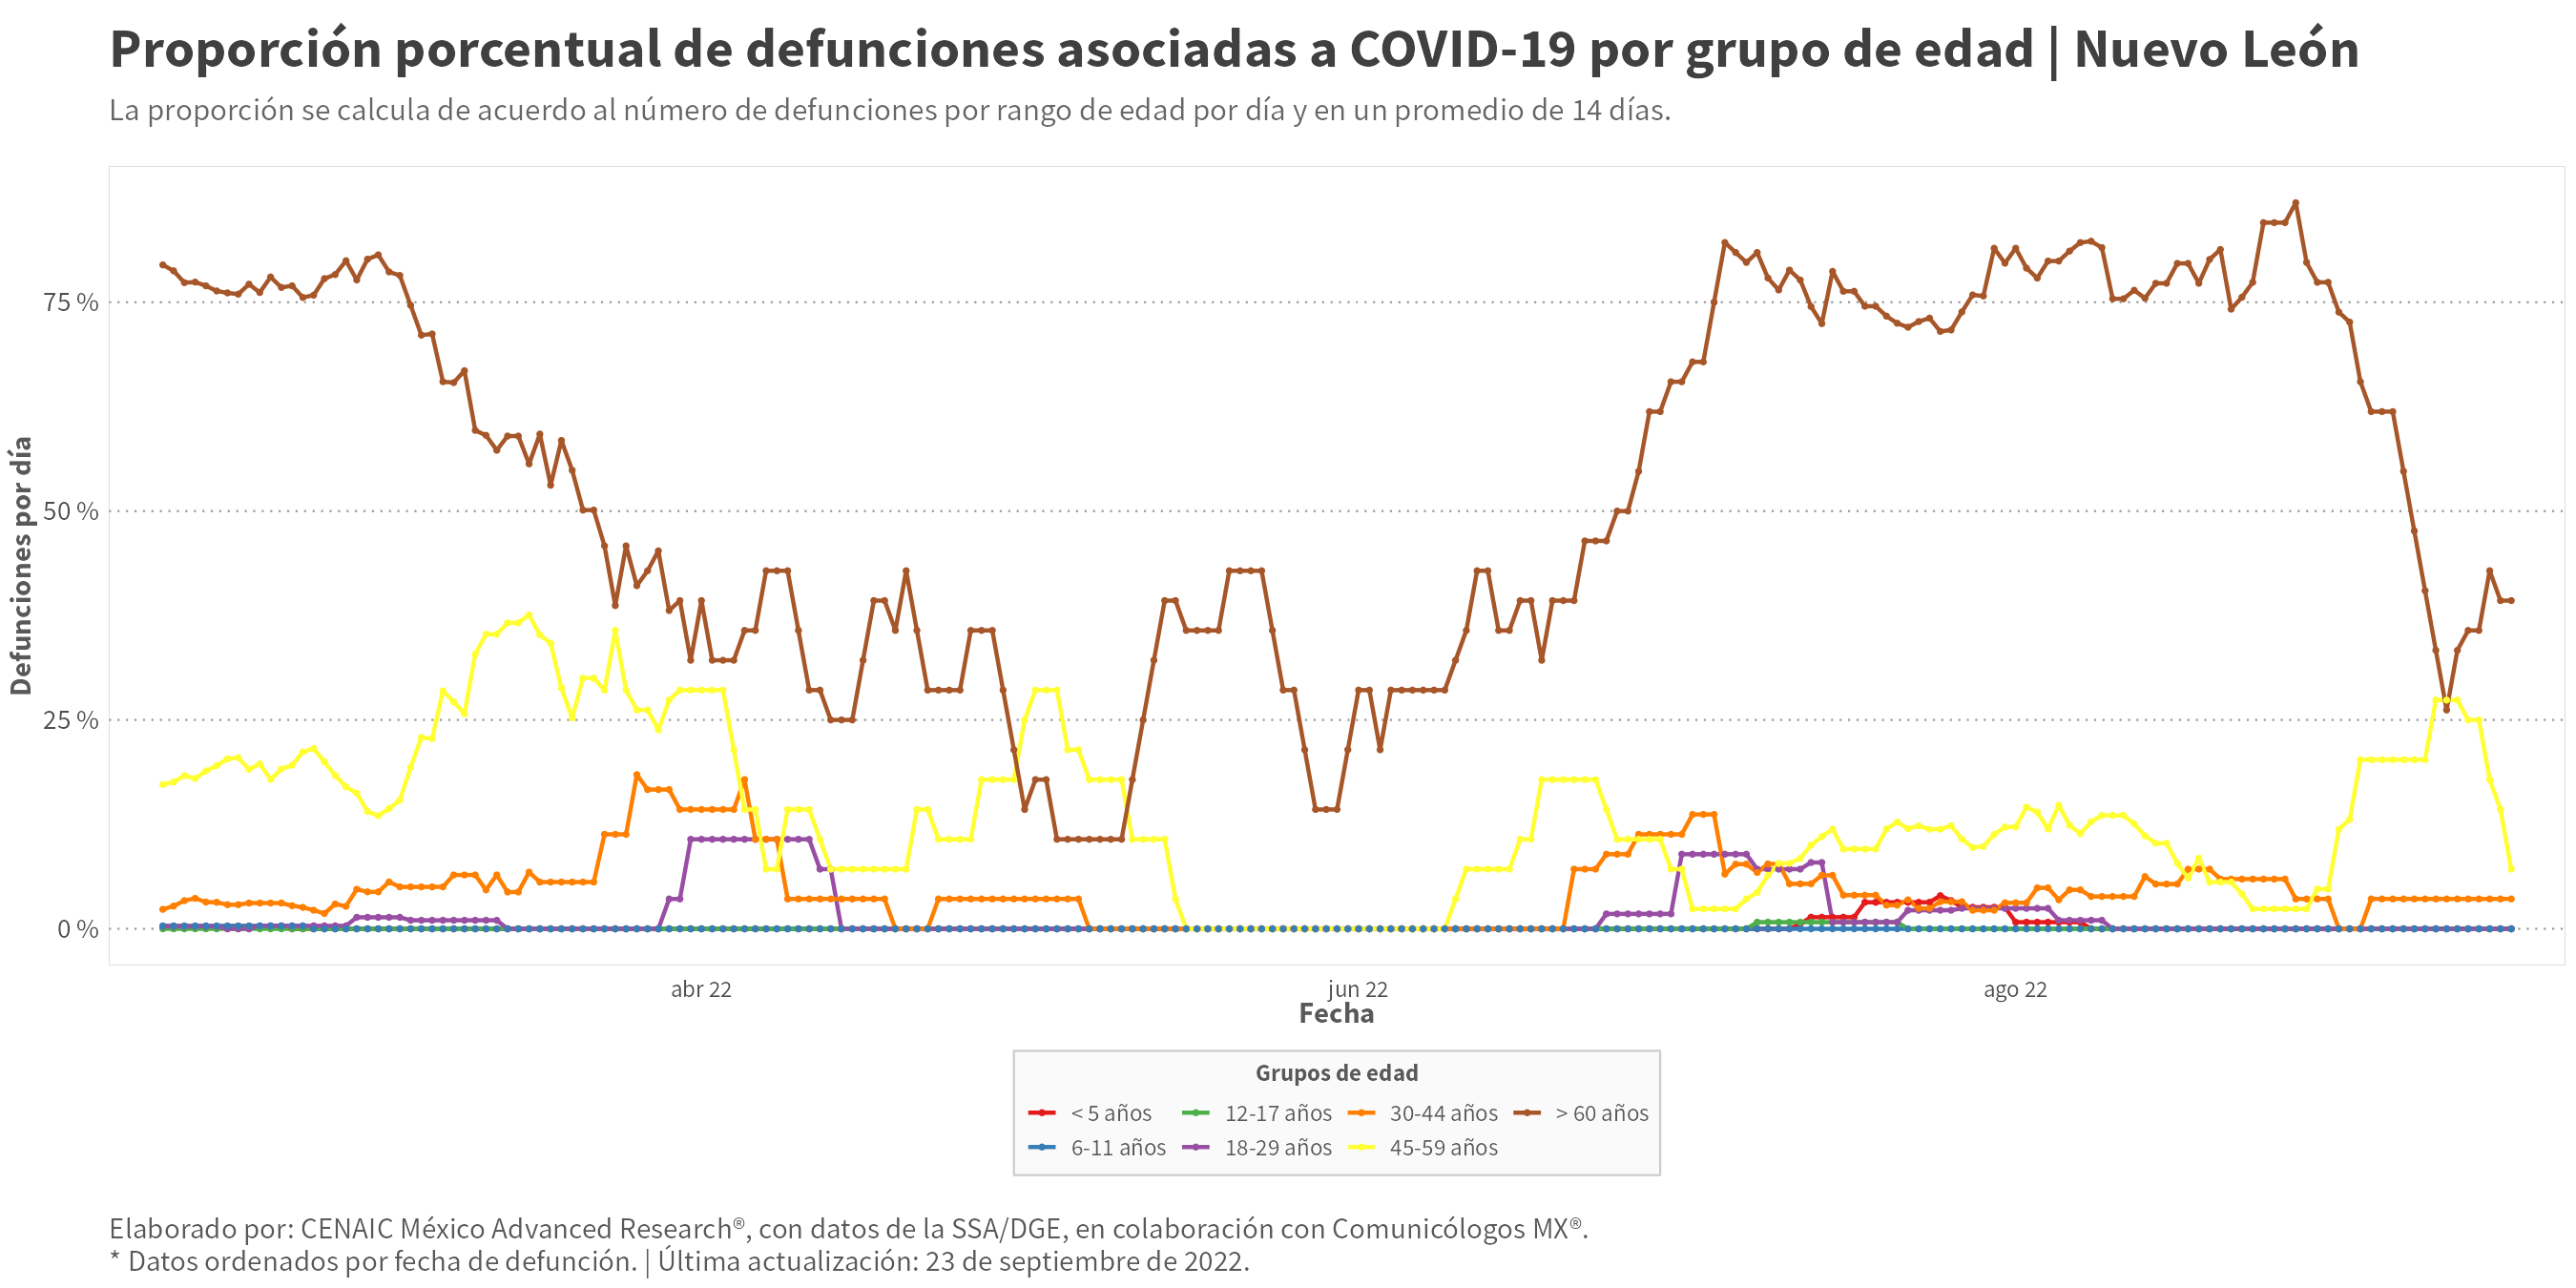 Proporción porcentual de defunciones asociadas a COVID-19 por grupo de edad | Nuevo León
La proporción se calcula de acuerdo al número de defunciones por rango de edad por día y en un promedio de 14 días.
Defunciones por día
75 %
50 %
25 %
0 %
abr 22
jun 22
ago 22
Fecha
Grupos de edad
< 5 años
12-17 años
30-44 años
> 60 años
6-11 años
18-29 años
45-59 años
Elaborado por: CENAIC México Advanced Research®, con datos de la SSA/DGE, en colaboración con Comunicólogos MX®.
* Datos ordenados por fecha de defunción. | Última actualización: 23 de septiembre de 2022.